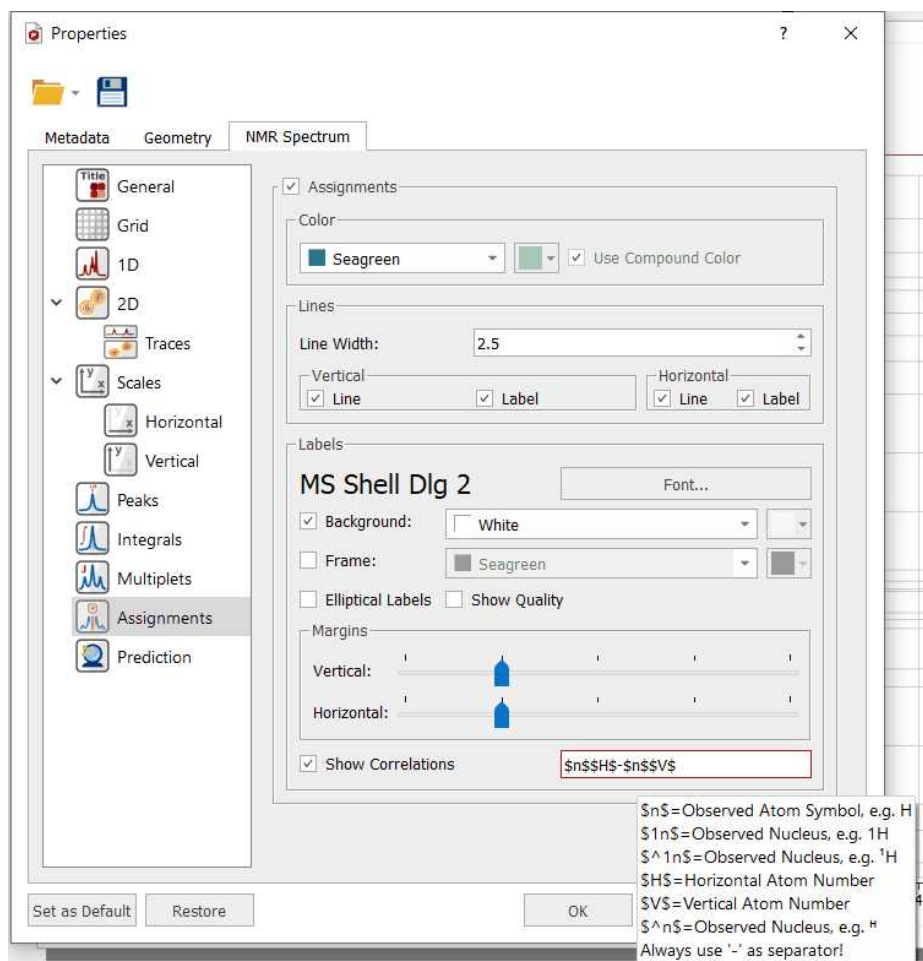 Properties
?
Metadata
Geometry
NMR Spectrum
Title
General
Grid
1D
2D
Traces
Scales
Horizontal
Vertical
Peaks
Integrals
Multiplets
Assignments
Prediction
Assignments
Color
Seagreen
Use Compound Color
Lines
Line Width:
2.5
Vertical
Line
Label
Horizontal
Line
Label
Labels
MS Shell Dlg 2
Font...
Background:
White
Frame:
Seagreen
Elliptical Labels
Show Quality
Margins
Vertical:
Horizontal:
Show Correlations
$n$$H$-$n$$V$
$n$=Observed Atom Symbol, e.g. H
$1n$=Observed Nucleus, e.g. 1H
$^1n$=Observed Nucleus, e.g. ¹H
$H$=Horizontal Atom Number
$V$=Vertical Atom Number
$^n$=Observed Nucleus, e.g. ᴴ
Always use '-' as separator!
Set as Default
Restore
OK